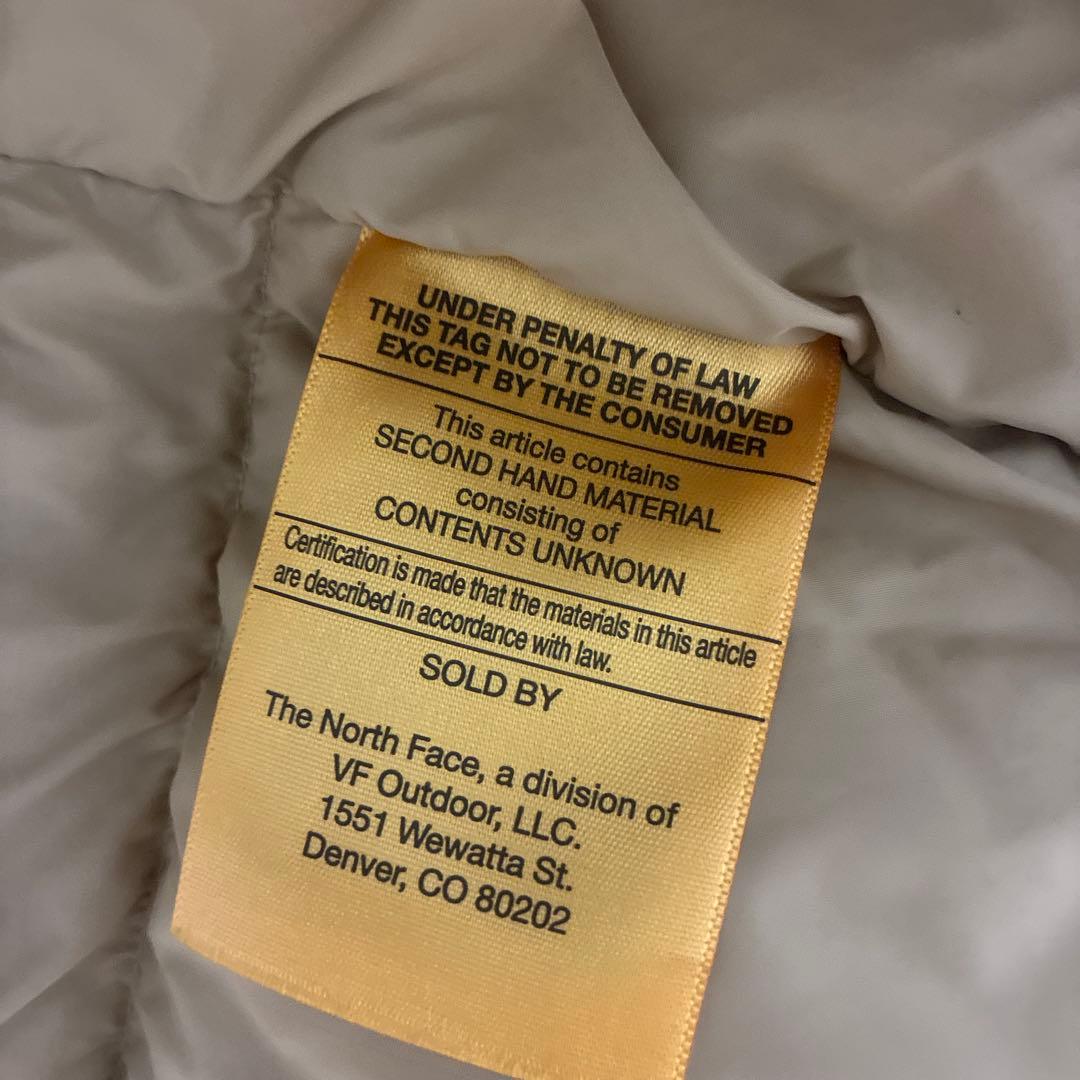 UNDER PENALTY OF LAW
THIS TAG NOT TO BE REMOVED
EXCEPT BY THE CONSUMER
This article contains
SECOND HAND MATERIAL
consisting of
CONTENTS UNKNOWN
Certification is made that the materials in this article
are described in accordance with law.
SOLD BY
The North Face, a division of
VF Outdoor, LLC.
1551 Wewatta St.
Denver, CO 80202